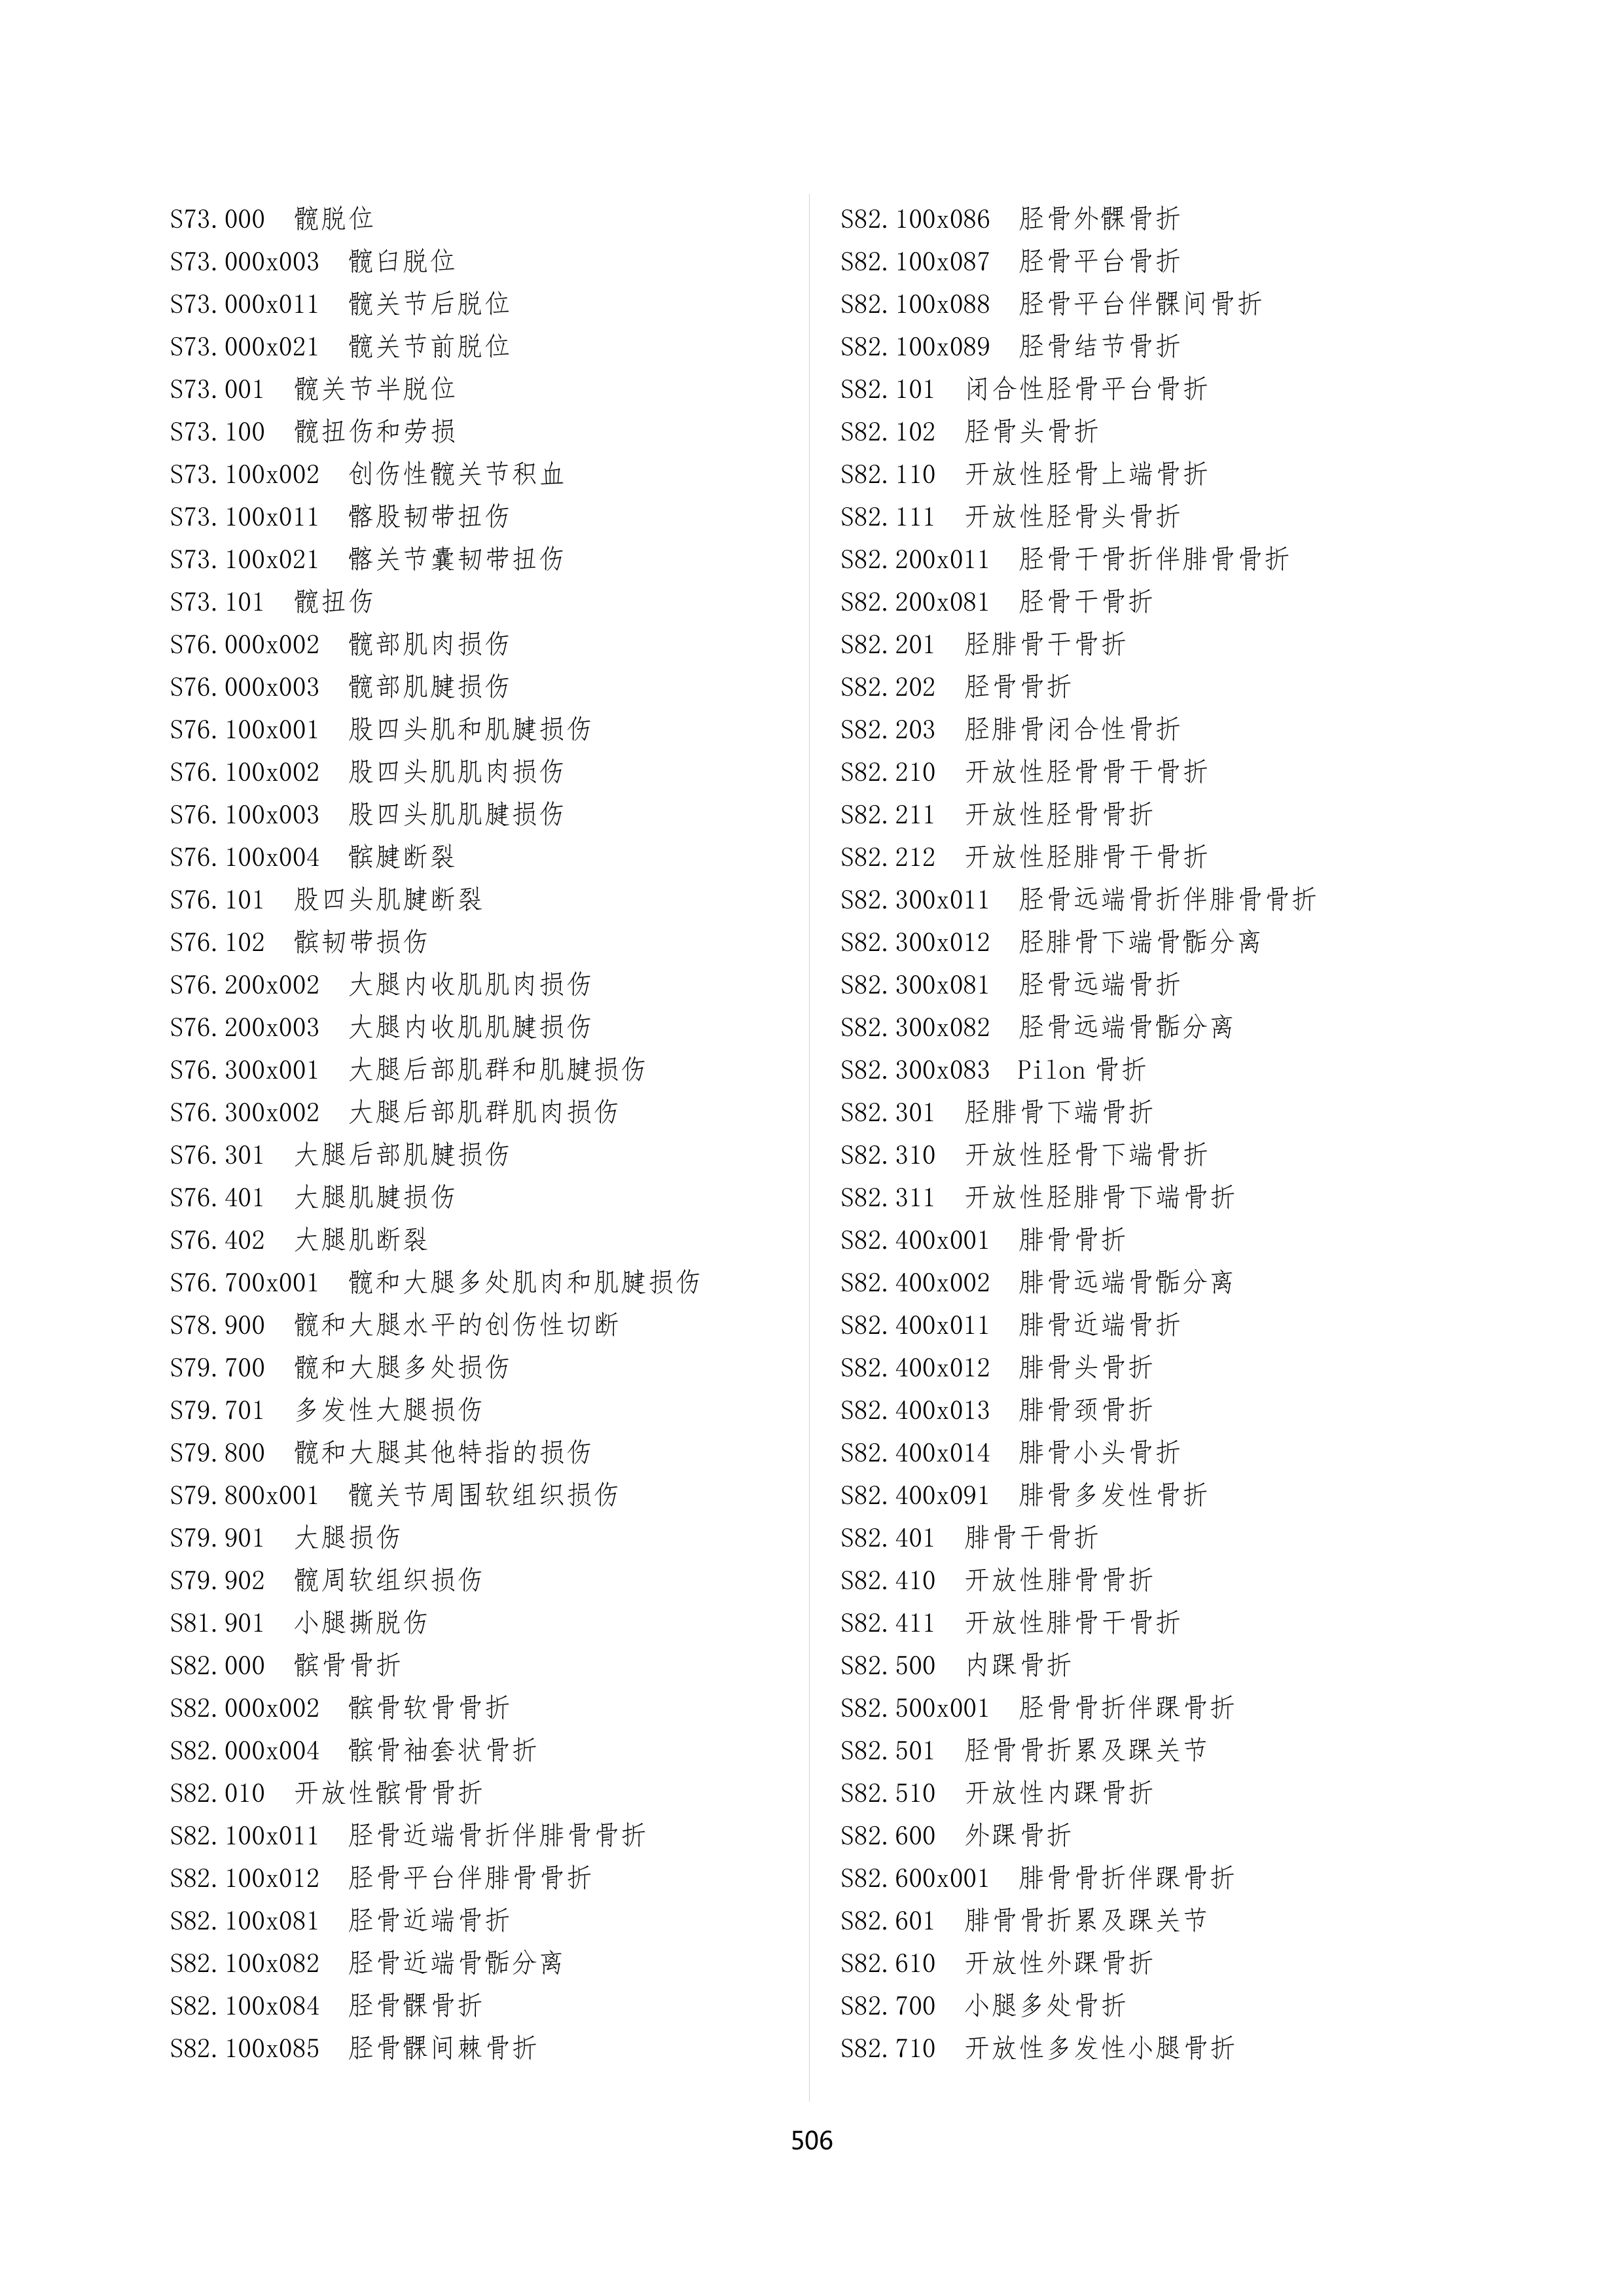 S73.000 髋脱位
S73.000x003 髋臼脱位
S73.000x011 髋关节后脱位
S73.000x021 髋关节前脱位
S73.001 髋关节半脱位
S73.100 髋扭伤和劳损
S73.100x002 创伤性髋关节积血
S73.100x011 髂股韧带扭伤
S73.100x021 髂关节囊韧带扭伤
S73.101 髋扭伤
S76.000x002 髋部肌肉损伤
S76.000x003 髋部肌腱损伤
S76.100x001 股四头肌和肌腱损伤
S76.100x002 股四头肌肌肉损伤
S76.100x003 股四头肌肌腱损伤
S76.100x004 髌腱断裂
S76.101 股四头肌腱断裂
S76.102 髌韧带损伤
S76.200x002 大腿内收肌肌肉损伤
S76.200x003 大腿内收肌肌腱损伤
S76.300x001 大腿后部肌群和肌腱损伤
S76.300x002 大腿后部肌群肌肉损伤
S76.301 大腿后部肌腱损伤
S76.401 大腿肌腱损伤
S76.402 大腿肌断裂
S76.700x001 髋和大腿多处肌肉和肌腱损伤
S78.900 髋和大腿水平的创伤性切断
S79.700 髋和大腿多处损伤
S79.701 多发性大腿损伤
S79.800 髋和大腿其他特指的损伤
S79.800x001 髋关节周围软组织损伤
S79.901 大腿损伤
S79.902 髋周软组织损伤
S81.901 小腿撕脱伤
S82.000 髌骨骨折
S82.000x002 髌骨软骨骨折
S82.000x004 髌骨袖套状骨折
S82.010 开放性髌骨骨折
S82.100x011 胫骨近端骨折伴腓骨骨折
S82.100x012 胫骨平台伴腓骨骨折
S82.100x081 胫骨近端骨折
S82.100x082 胫骨近端骨骺分离
S82.100x084 胫骨髁骨折
S82.100x085 胫骨髁间棘骨折
S82.100x086 胫骨外髁骨折
S82.100x087 胫骨平台骨折
S82.100x088 胫骨平台伴髁间骨折
S82.100x089 胫骨结节骨折
S82.101 闭合性胫骨平台骨折
S82.102 胫骨头骨折
S82.110 开放性胫骨上端骨折
S82.111 开放性胫骨头骨折
S82.200x011 胫骨干骨折伴腓骨骨折
S82.200x081 胫骨干骨折
S82.201 胫腓骨干骨折
S82.202 胫骨骨折
S82.203 胫腓骨闭合性骨折
S82.210 开放性胫骨骨干骨折
S82.211 开放性胫骨骨折
S82.212 开放性胫腓骨干骨折
S82.300x011 胫骨远端骨折伴腓骨骨折
S82.300x012 胫腓骨下端骨骺分离
S82.300x081 胫骨远端骨折
S82.300x082 胫骨远端骨骺分离
S82.300x083 Pilon 骨折
S82.301 胫腓骨下端骨折
S82.310 开放性胫骨下端骨折
S82.311 开放性胫腓骨下端骨折
S82.400x001 腓骨骨折
S82.400x002 腓骨远端骨骺分离
S82.400x011 腓骨近端骨折
S82.400x012 腓骨头骨折
S82.400x013 腓骨颈骨折
S82.400x014 腓骨小头骨折
S82.400x091 腓骨多发性骨折
S82.401 腓骨干骨折
S82.410 开放性腓骨骨折
S82.411 开放性腓骨干骨折
S82.500 内踝骨折
S82.500x001 胫骨骨折伴踝骨折
S82.501 胫骨骨折累及踝关节
S82.510 开放性内踝骨折
S82.600 外踝骨折
S82.600x001 腓骨骨折伴踝骨折
S82.601 腓骨骨折累及踝关节
S82.610 开放性外踝骨折
S82.700 小腿多处骨折
S82.710 开放性多发性小腿骨折
506